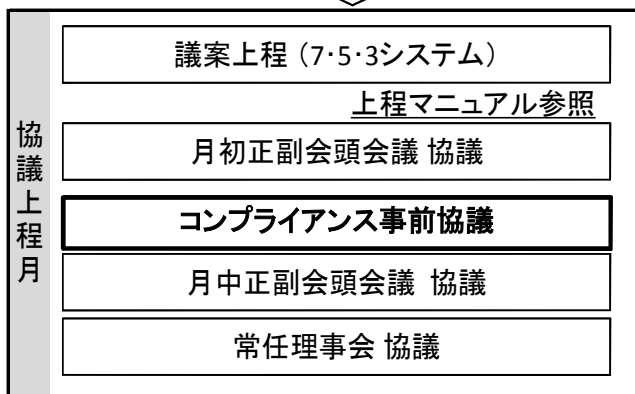 協議上程月
議案上程（7･5･3システム）
上程マニュアル参照
月初正副会頭会議 協議
コンプライアンス事前協議
月中正副会頭会議 協議
常任理事会 協議